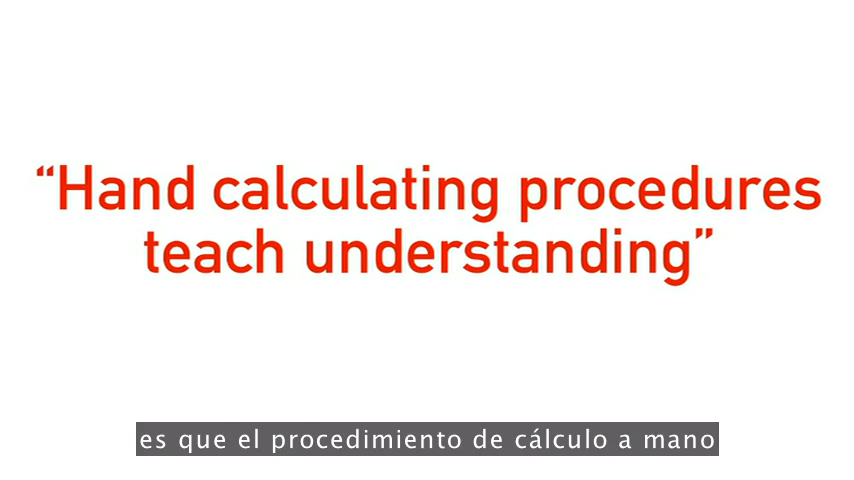 “Hand calculating procedures
teach understanding”
es que el procedimiento de cálculo a mano